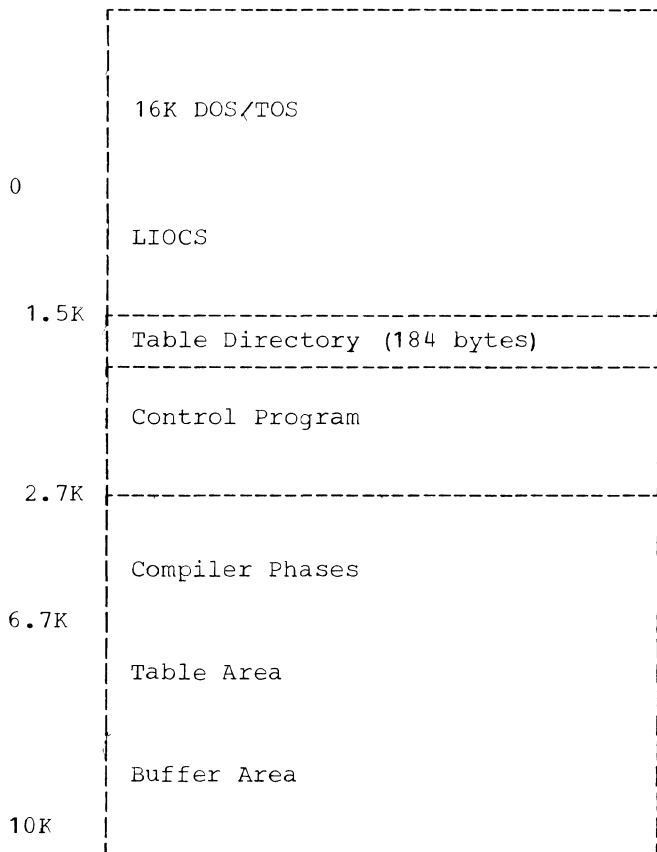 16K DOS/TOS
0
LIOCS
1.5K
Table Directory (184 bytes)
Control Program
2.7K
Compiler Phases
6.7K
Table Area
Buffer Area
10K